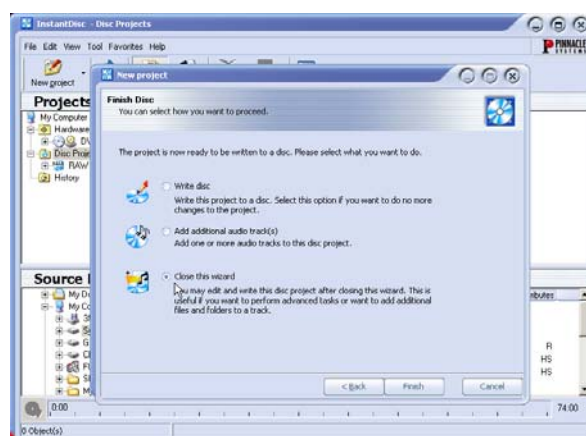 InstantDisc - Disc Projects
File Edit View Tool Favorites Help
PINNACLE
SYSTEMS
New project
New project
Projects
Finish Disc
You can select how you want to proceed.
My Computer
Hardware
Disc Proje
RAW
History
The project is now ready to be written to a disc. Please select what you want to do.
Write disc
Write this project to a disc. Select this option if you want to do no more
changes to the project.
Add additional audio track(s)
Add one or more audio tracks to this disc project.
Close this wizard
You may edit and write this disc project after closing this wizard. This is
useful if you want to perform advanced tasks or want to add additional
files and folders to a track.
Source
My Do
My Co
R
HS
HS
< Back Finish Cancel
0:00 74:00
0 Object(s)